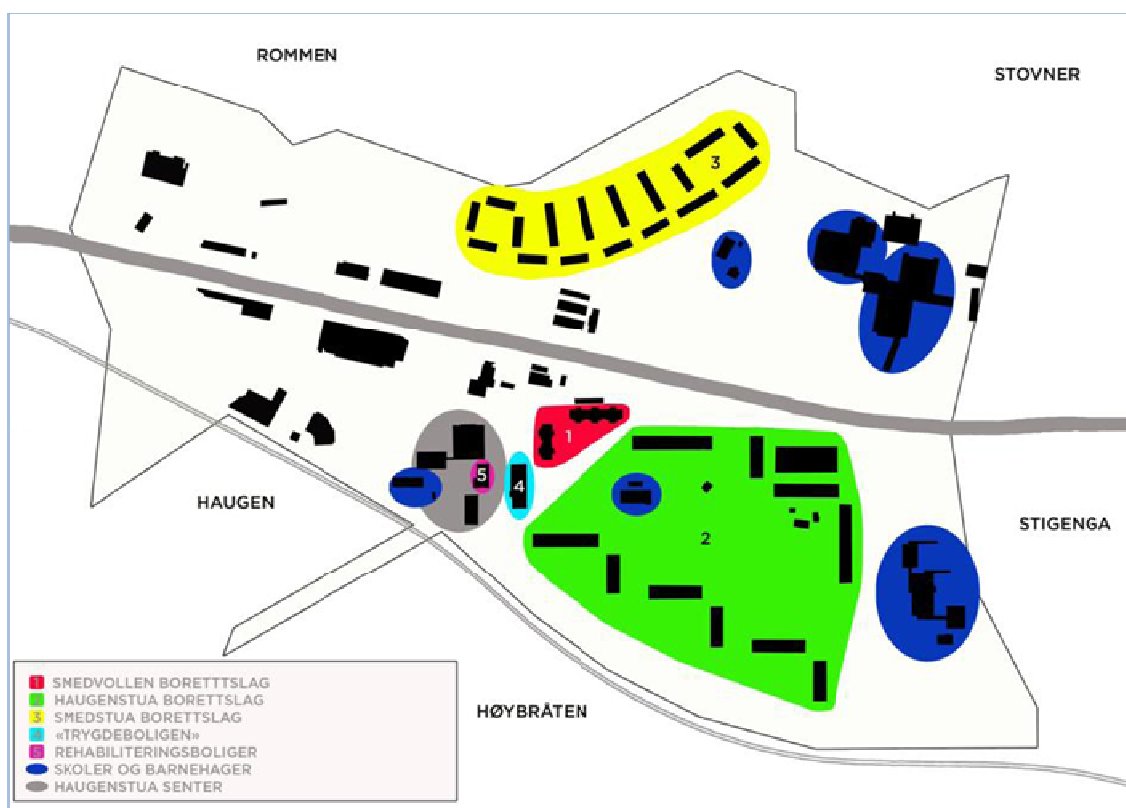 ROMMEN
STOVNER
3
1
5
4
HAUGEN
2
STIGENGA
HØYBRÅTEN
1 SMEDVOLLEN BORETTTSLAG
2 HAUGENSTUA BORETTSLAG
3 SMEDSTUA BORETTSLAG
4 «TRYGDEBOLIGEN»
5 REHABILITERINGSBOLIGER
SKOLER OG BARNEHAGER
HAUGENSTUA SENTER